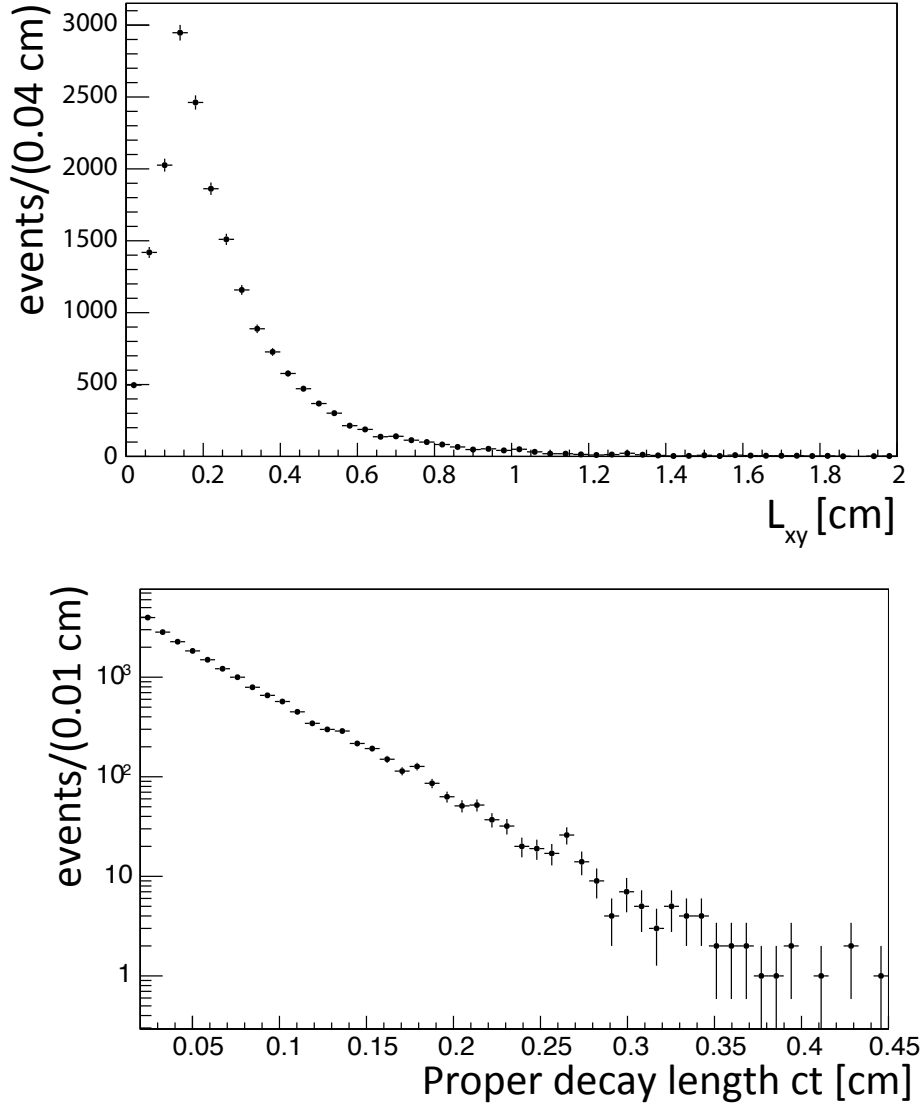 events/(0.04 cm)
3000
2500
2000
1500
1000
500
0
0 0.2 0.4 0.6 0.8 1 1.2 1.4 1.6 1.8 2
L_xy [cm]
events/(0.01 cm)
10³
10²
10
1
0.05 0.1 0.15 0.2 0.25 0.3 0.35 0.4 0.45
Proper decay length ct [cm]